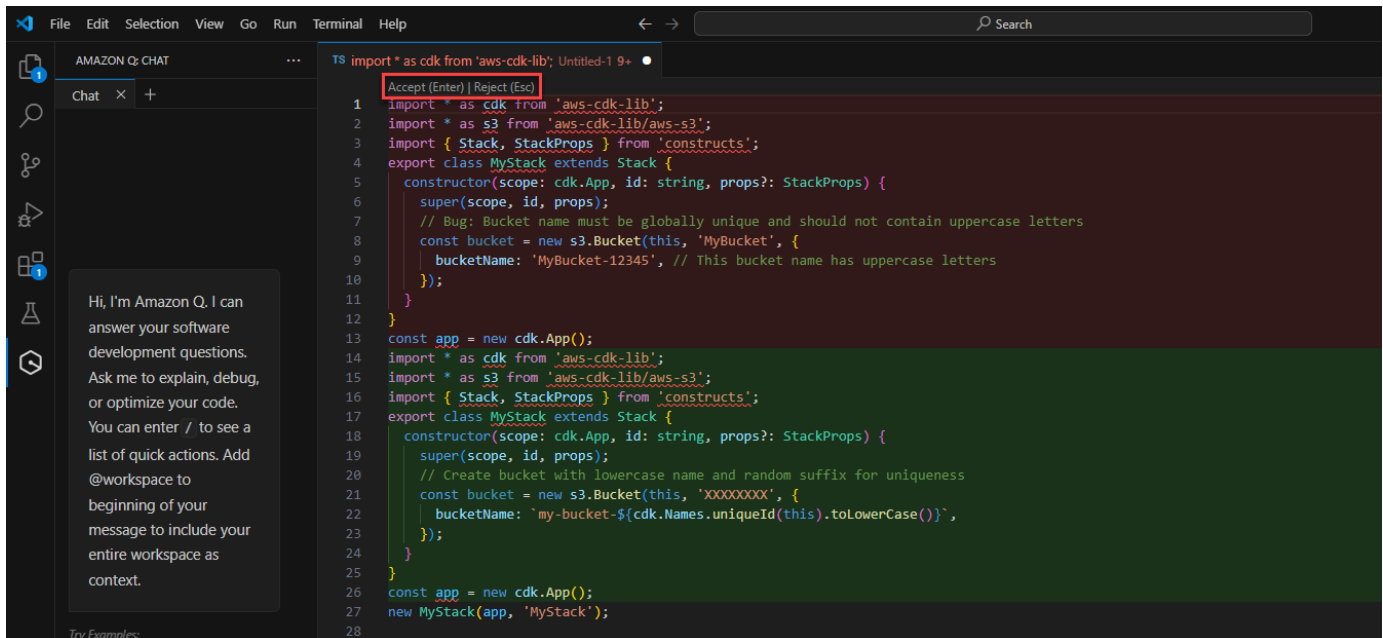 File Edit Selection View Go Run Terminal Help
Search
AMAZON Q: CHAT
Chat
TS import * as cdk from 'aws-cdk-lib'; Untitled-1 9+
Accept (Enter) | Reject (Esc)
1 import * as cdk from 'aws-cdk-lib';
2 import * as s3 from 'aws-cdk-lib/aws-s3';
3 import { Stack, StackProps } from 'constructs';
4 export class MyStack extends Stack {
5 constructor(scope: cdk.App, id: string, props?: StackProps) {
6 super(scope, id, props);
7 // Bug: Bucket name must be globally unique and should not contain uppercase letters
8 const bucket = new s3.Bucket(this, 'MyBucket', {
9 bucketName: 'MyBucket-12345', // This bucket name has uppercase letters
10 });
11 }
12 }
13 const app = new cdk.App();
14 import * as cdk from 'aws-cdk-lib';
15 import * as s3 from 'aws-cdk-lib/aws-s3';
16 import { Stack, StackProps } from 'constructs';
17 export class MyStack extends Stack {
18 constructor(scope: cdk.App, id: string, props?: StackProps) {
19 super(scope, id, props);
20 // Create bucket with lowercase name and random suffix for uniqueness
21 const bucket = new s3.Bucket(this, 'XXXXXXXX', {
22 bucketName: `my-bucket-${cdk.Names.uniqueId(this).toLowerCase()}`,
23 });
24 }
25 }
26 const app = new cdk.App();
27 new MyStack(app, 'MyStack');
28
1
1
Hi, I'm Amazon Q. I can
answer your software
development questions.
Ask me to explain, debug,
or optimize your code.
You can enter / to see a
list of quick actions. Add
@workspace to
beginning of your
message to include your
entire workspace as
context.
Try Examples: